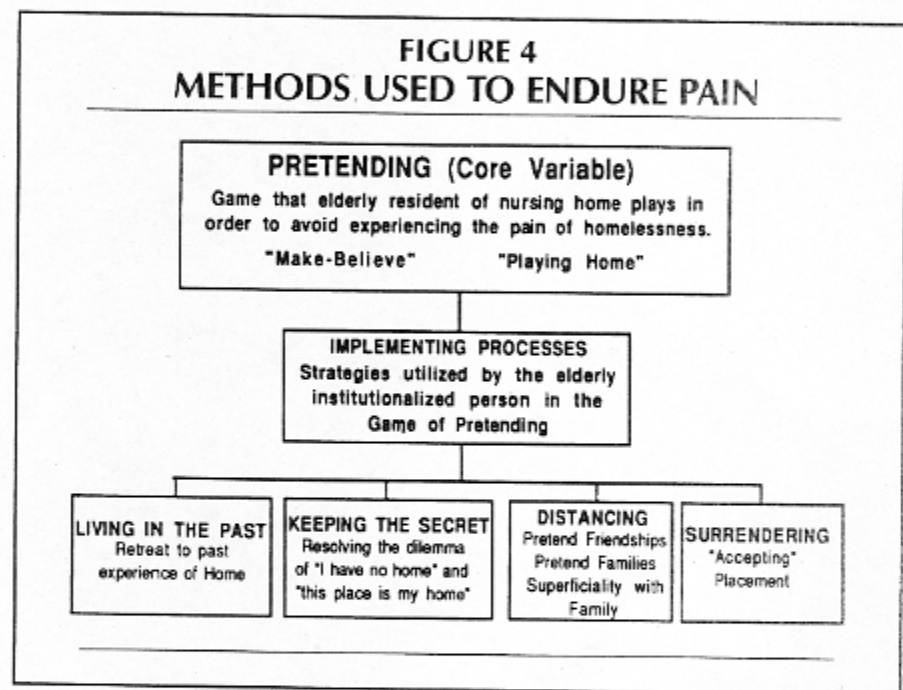 FIGURE 4
METHODS USED TO ENDURE PAIN
PRETENDING (Core Variable)
Game that elderly resident of nursing home plays in
order to avoid experiencing the pain of homelessness.
"Make-Believe" "Playing Home"
IMPLEMENTING PROCESSES
Strategies utilized by the elderly
institutionalized person in the
Game of Pretending
LIVING IN THE PAST
Retreat to past
experience of Home
KEEPING THE SECRET
Resolving the dilemma
of "I have no home" and
"this place is my home"
DISTANCING
Pretend Friendships
Pretend Families
Superficiality with
Family
SURRENDERING
"Accepting"
Placement